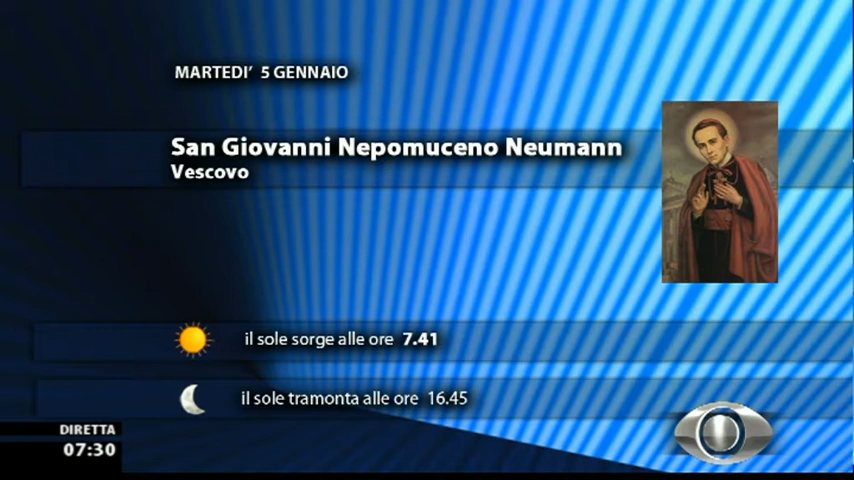 MARTEDI' 5 GENNAIO
San Giovanni Nepomuceno Neumann
Vescovo
il sole sorge alle ore 7.41
il sole tramonta alle ore 16.45
DIRETTA
07:30